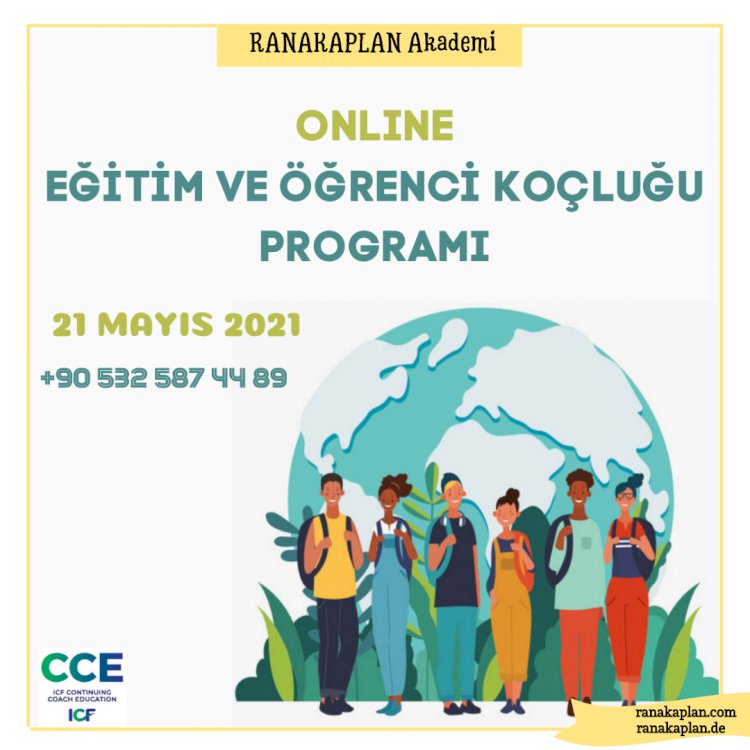 RANAKAPLAN Akademi
ONLINE
EĞİTİM VE ÖĞRENCİ KOÇLUĞU
PROGRAMI
21 MAYIS 2021
+90 532 587 44 89
CCE
ICF CONTINUING
COACH EDUCATION
ICF
ranakaplan.com
ranakaplan.de